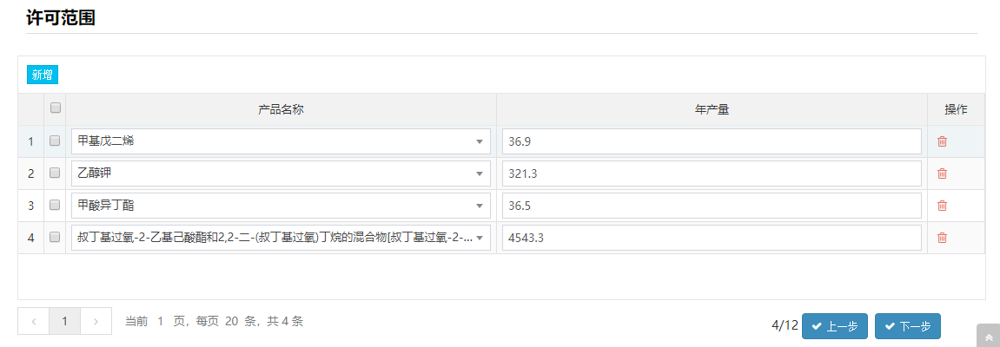 许可范围
新增
产品名称 年产量 操作
1 甲基戊二烯 36.9
2 乙醇钾 321.3
3 甲酸异丁酯 36.5
4 叔丁基过氧-2-乙基己酸酯和2,2-二-(叔丁基过氧)丁烷的混合物[叔丁基过氧-2-... 4543.3
1 当前 1 页，每页 20 条，共 4 条
4/12 上一步 下一步